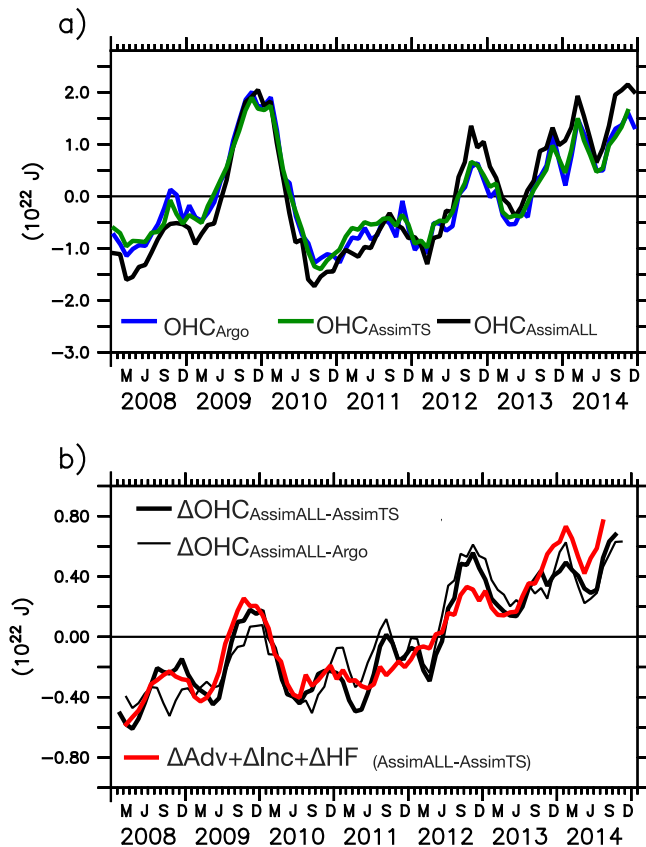 a)
2.0
1.0
0.0
-1.0
-2.0
-3.0
(10²² J)
OHCArgo OHCAssimTS OHCAssimALL
M J S D M J S D M J S D M J S D M J S D M J S D M J S D
2008 2009 2010 2011 2012 2013 2014
b)
0.80
0.40
0.00
-0.40
-0.80
(10²² J)
ΔOHCAssimALL-AssimTS
ΔOHCAssimALL-Argo
ΔAdv+ΔInc+ΔHF (AssimALL-AssimTS)
M J S D M J S D M J S D M J S D M J S D M J S D M J S D
2008 2009 2010 2011 2012 2013 2014